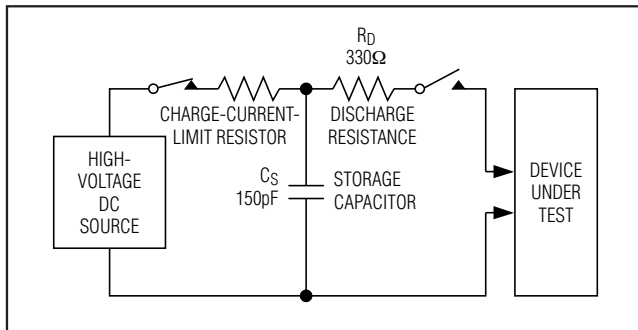 R_D
330Ω
CHARGE-CURRENT-
LIMIT RESISTOR
DISCHARGE
RESISTANCE
HIGH-
VOLTAGE
DC
SOURCE
C_S
150pF
STORAGE
CAPACITOR
DEVICE
UNDER
TEST